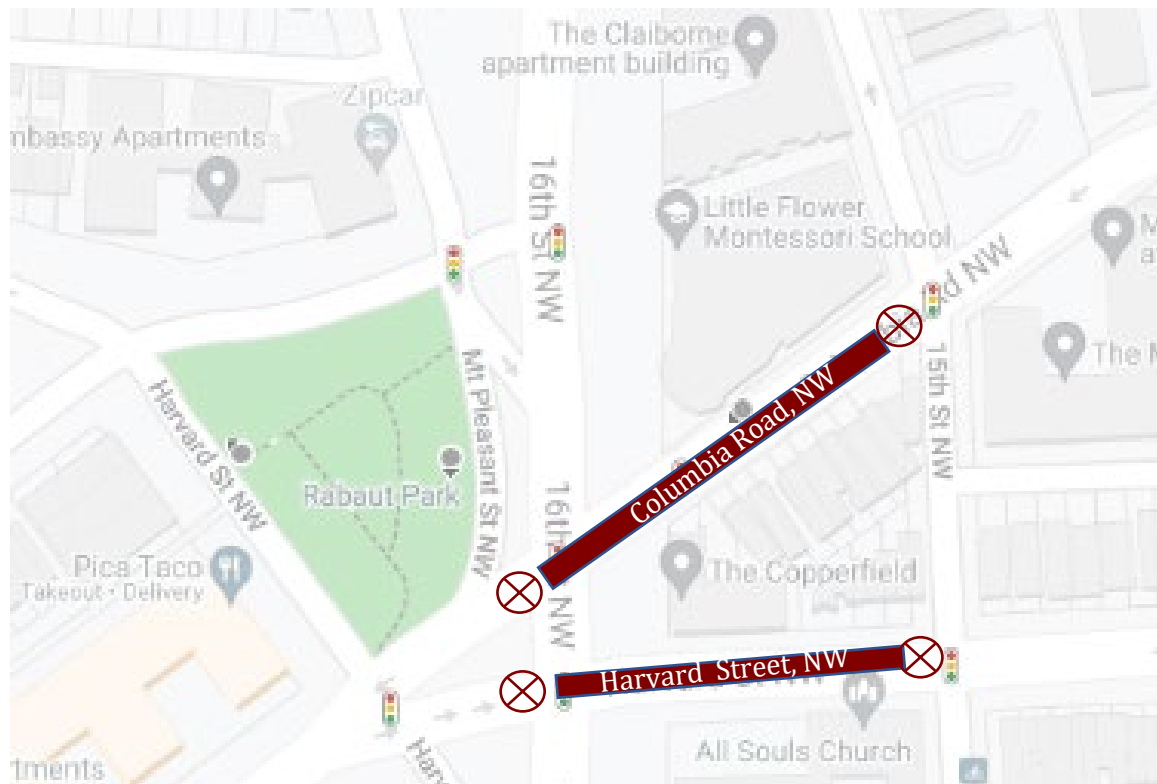 The Claiborne
apartment building
Zipcar
mbassy Apartments
16th St NW
Little Flower
Montessori School
M
a
Rd NW
The M
15th St NW
Columbia Road, NW
Mt Pleasant St NW
Harvard St NW
Rabaut Park
16th
NW
Pica Taco
Takeout • Delivery
The Copperfield
Harvard Street, NW
All Souls Church
Harv
rtments